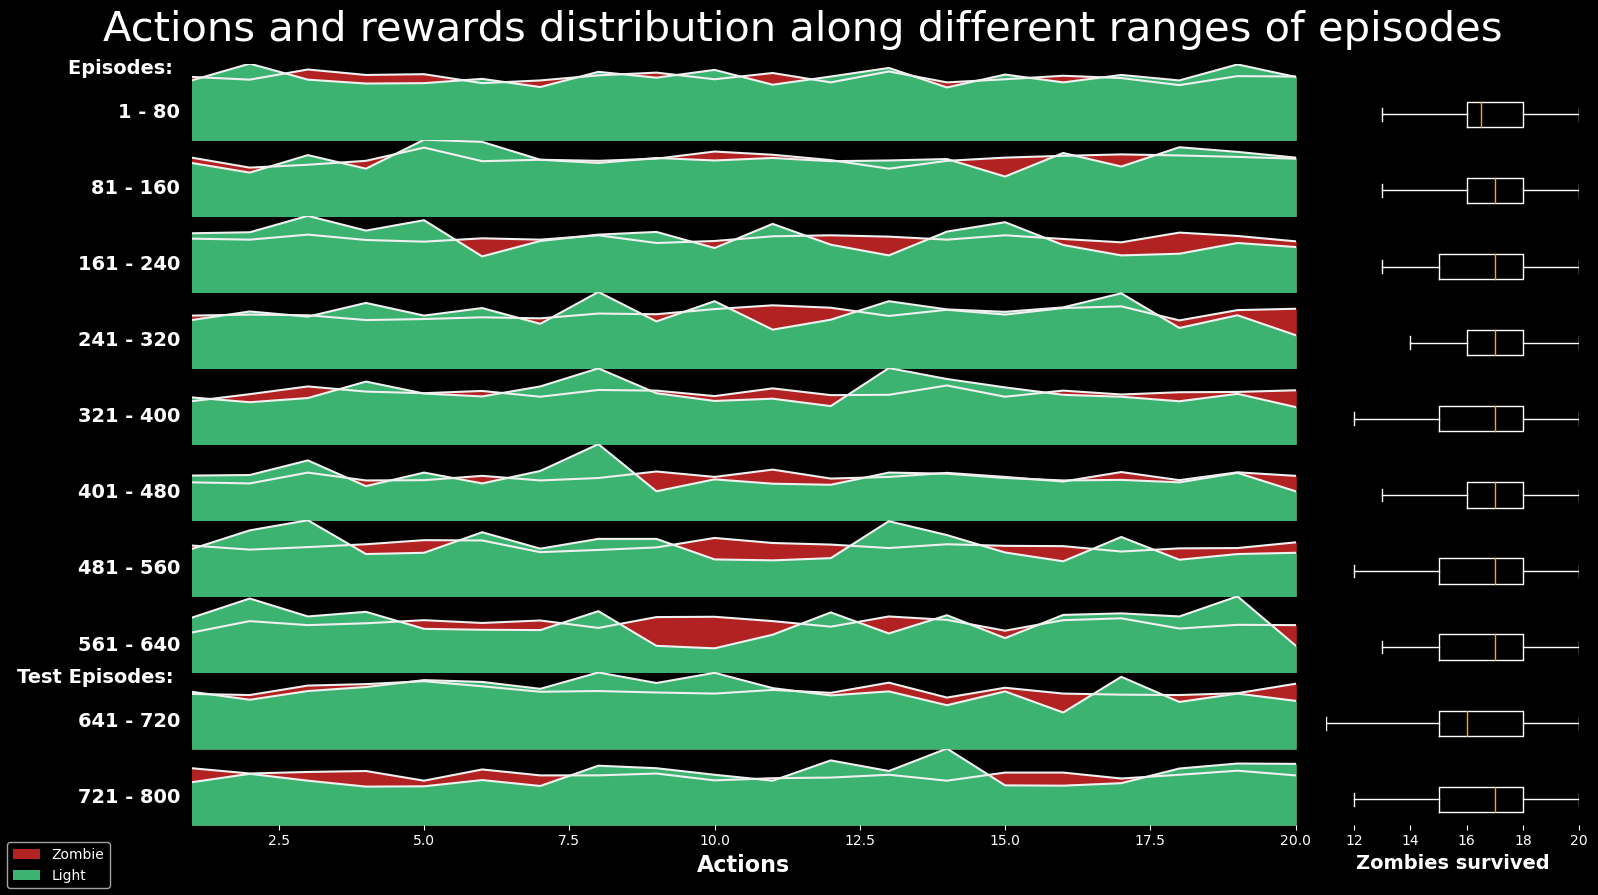 Actions and rewards distribution along different ranges of episodes
Episodes:
1 - 80
81 - 160
161 - 240
241 - 320
321 - 400
401 - 480
481 - 560
561 - 640
Test Episodes:
641 - 720
721 - 800
2.5 5.0 7.5 10.0 12.5 15.0 17.5 20.0
12 14 16 18 20
Actions
Zombies survived
Zombie
Light